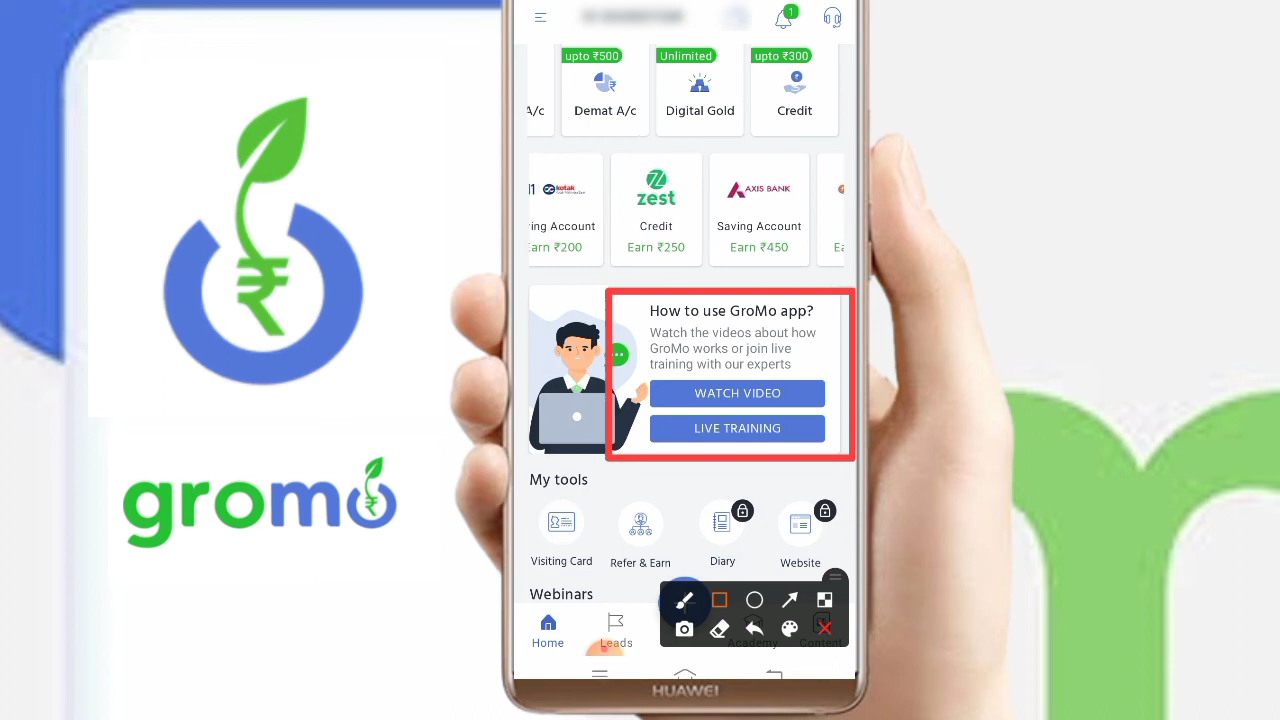 1
upto ₹500
Unlimited
upto ₹300
A/c
Demat A/c
Digital Gold
Credit
kotak
zest
AXIS BANK
ing Account
Credit
Saving Account
Earn ₹200
Earn ₹250
Earn ₹450
Ea
How to use GroMo app?
Watch the videos about how
GroMo works or join live
training with our experts
WATCH VIDEO
LIVE TRAINING
My tools
Visiting Card
Refer & Earn
Diary
Website
Webinars
Home
Leads
Academy
Content
HUAWEI
gromo